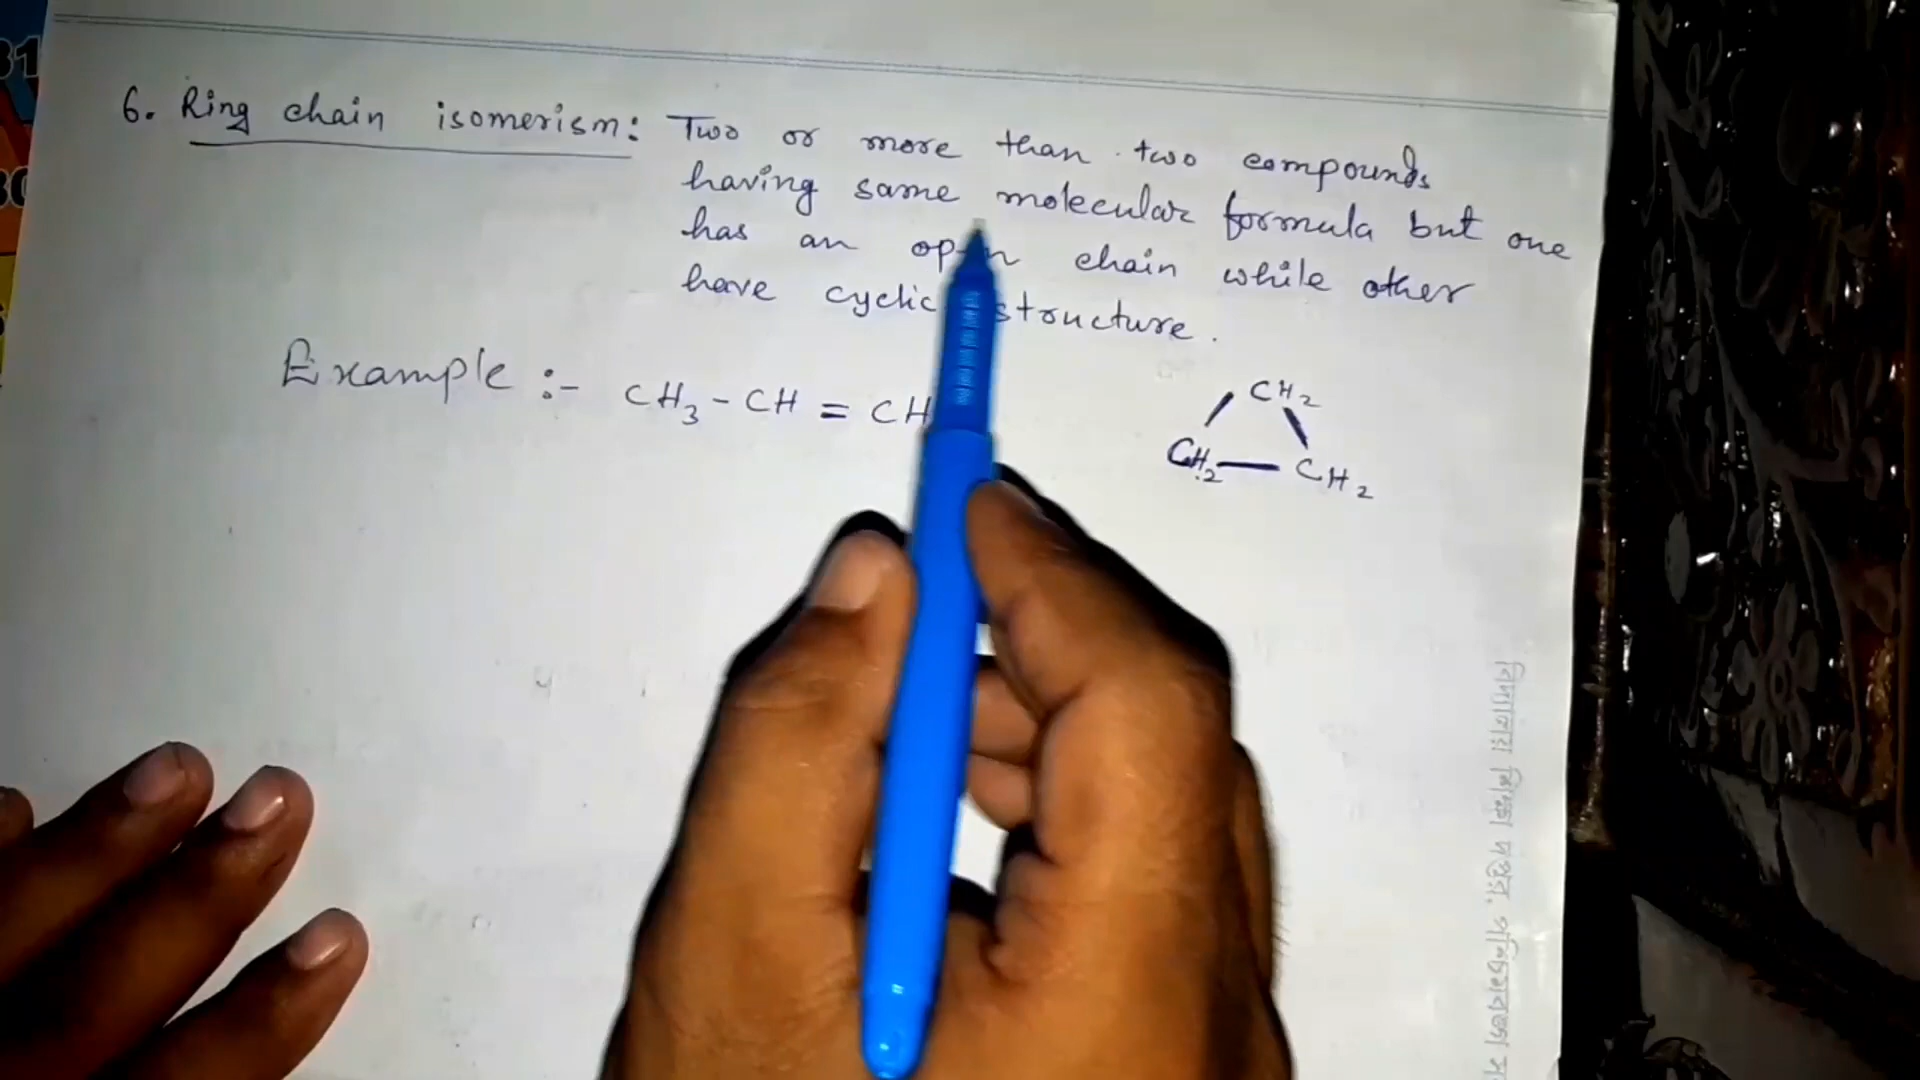 6. Ring chain isomerism: Two or more than two compounds
having same molecular formula but one
has an open chain while other
have cyclic structure.
Example :- CH3 - CH = CH
CH2
CH2 — CH2